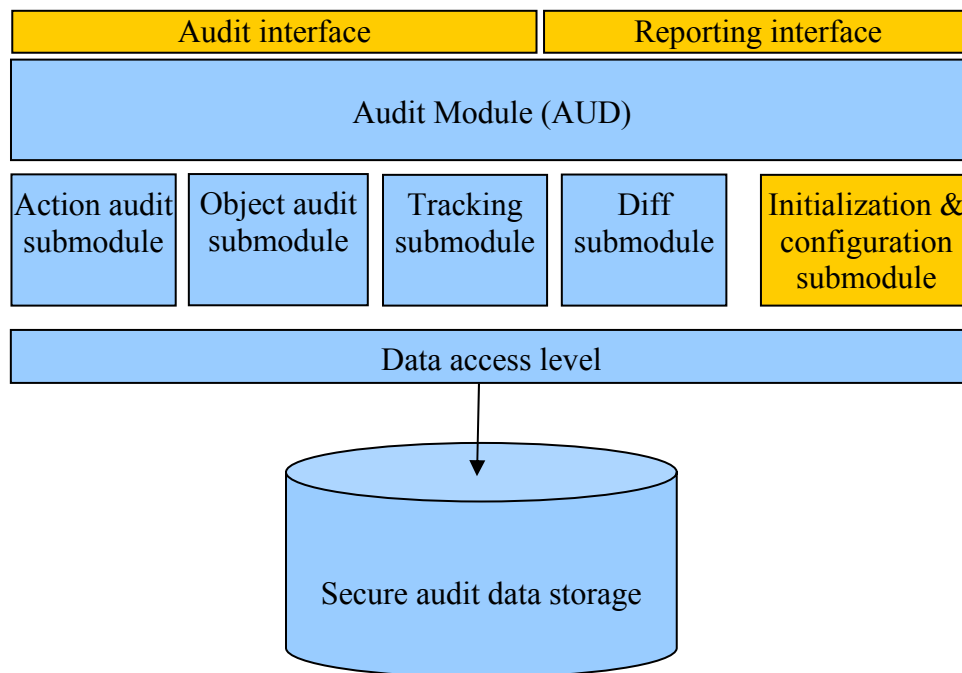 Audit interface
Reporting interface
Audit Module (AUD)
Action audit
submodule
Object audit
submodule
Tracking
submodule
Diff
submodule
Initialization &
configuration
submodule
Data access level
Secure audit data storage